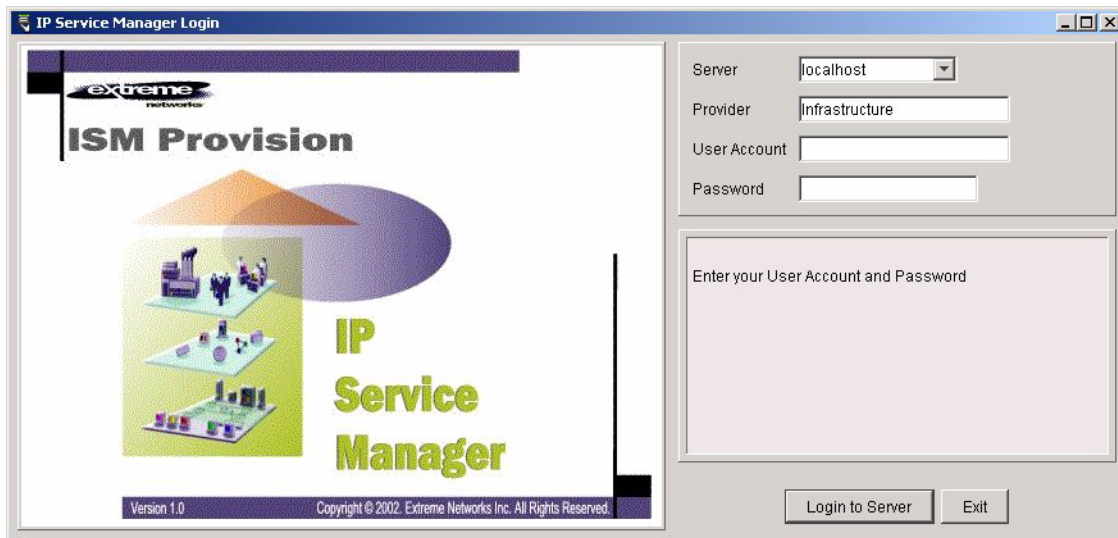 IP Service Manager Login
extreme
networks
ISM Provision
IP
Service
Manager
Version 1.0
Copyright © 2002. Extreme Networks Inc. All Rights Reserved.
Server
localhost
Provider
Infrastructure
User Account
Password
Enter your User Account and Password
Login to Server
Exit